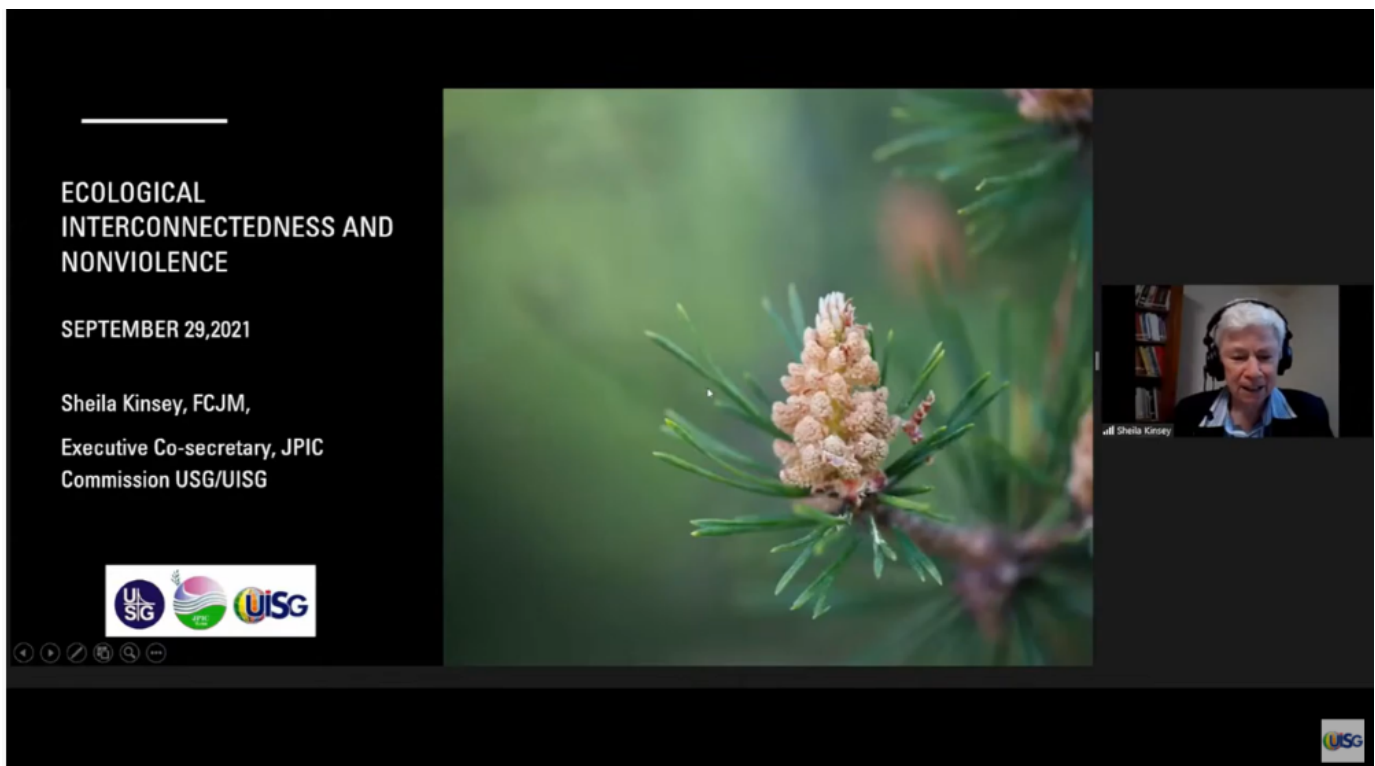 ECOLOGICAL
INTERCONNECTEDNESS AND
NONVIOLENCE
SEPTEMBER 29,2021
Sheila Kinsey, FCJM,
Executive Co-secretary, JPIC
Commission USG/UISG
USG
JPIC
UISG
Sheila Kinsey
UISG